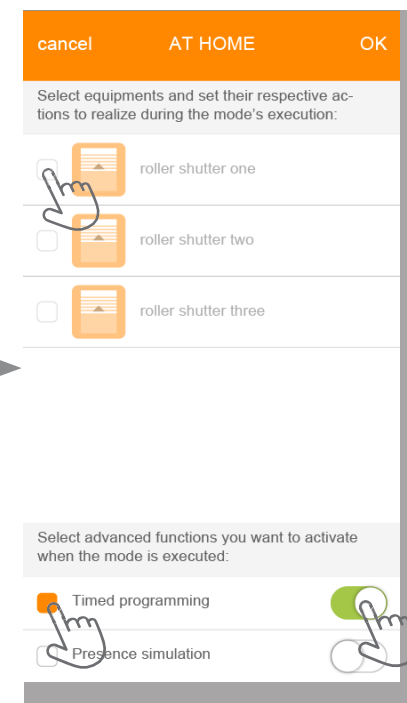 cancel AT HOME OK
Select equipments and set their respective ac-
tions to realize during the mode's execution:
roller shutter one
roller shutter two
roller shutter three
Select advanced functions you want to activate
when the mode is executed:
Timed programming
Presence simulation